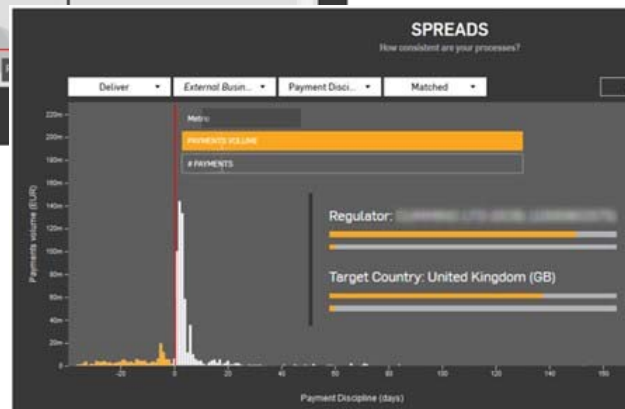 SPREADS
How consistent are your processes?
Deliver
External Busin...
Payment Disci...
Matched
220m
200m
180m
160m
140m
120m
100m
80m
60m
40m
20m
0
Payments volume (EUR)
Metric
PAYMENTS VOLUME
# PAYMENTS
Regulator:
Target Country: United Kingdom (GB)
-20
0
20
40
60
80
100
120
140
160
Payment Discipline (days)